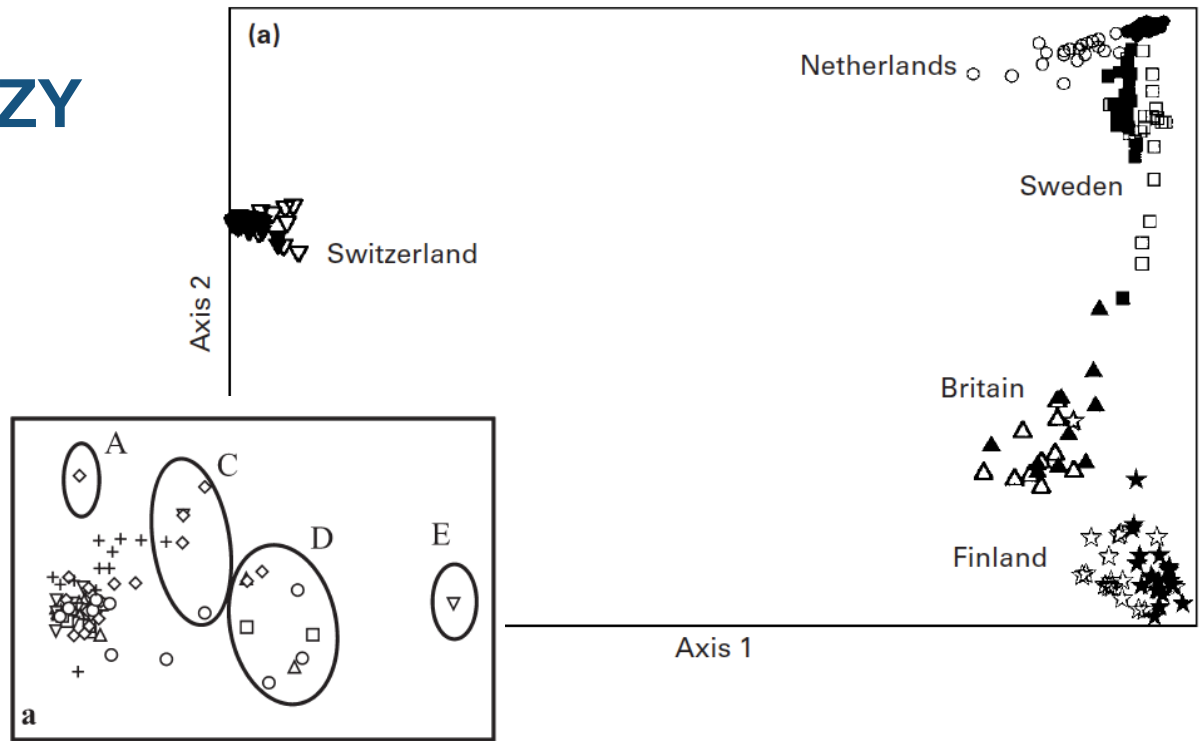 ZY
(a)
Netherlands
Sweden
Switzerland
Axis 2
Britain
Finland
Axis 1
A
C
D
E
a